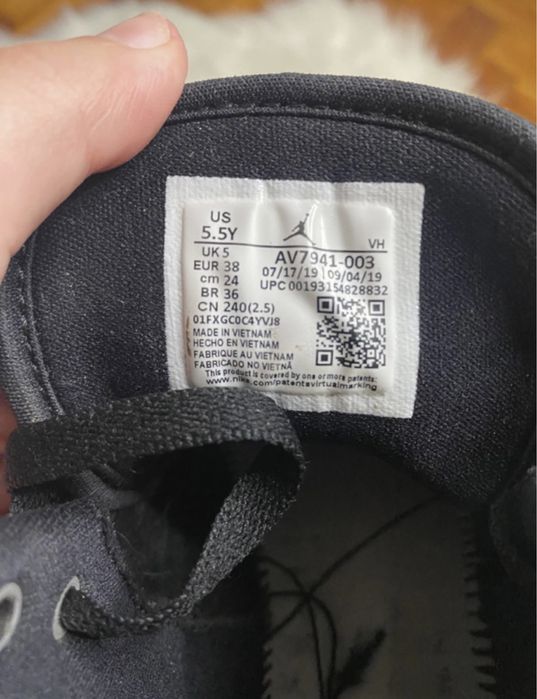 US
5.5Y
VH
UK 5
AV7941-003
EUR 38
07/17/19 09/04/19
cm 24
UPC 00193154828832
BR 36
CN 240(2.5)
01FXGC0C4YVJ8
MADE IN VIETNAM
HECHO EN VIETNAM
FABRIQUE AU VIETNAM
FABRICADO NO VIETNÃ
This product is covered by one or more patents:
www.nike.com/patentsvirtualmarking